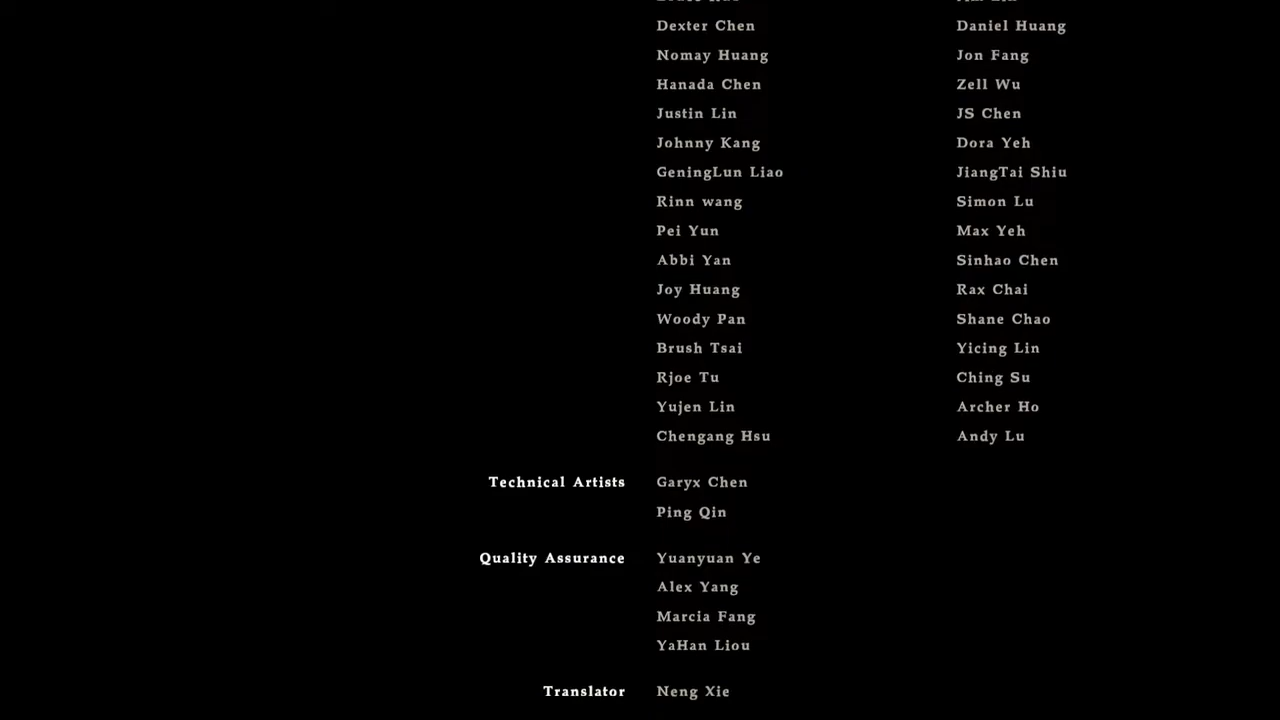 Dexter Chen Daniel Huang
Nomay Huang Jon Fang
Hanada Chen Zell Wu
Justin Lin JS Chen
Johnny Kang Dora Yeh
GeningLun Liao JiangTai Shiu
Rinn wang Simon Lu
Pei Yun Max Yeh
Abbi Yan Sinhao Chen
Joy Huang Rax Chai
Woody Pan Shane Chao
Brush Tsai Yicing Lin
Rjoe Tu Ching Su
Yujen Lin Archer Ho
Chengang Hsu Andy Lu
Technical Artists Garyx Chen
Ping Qin
Quality Assurance Yuanyuan Ye
Alex Yang
Marcia Fang
YaHan Liou
Translator Neng Xie